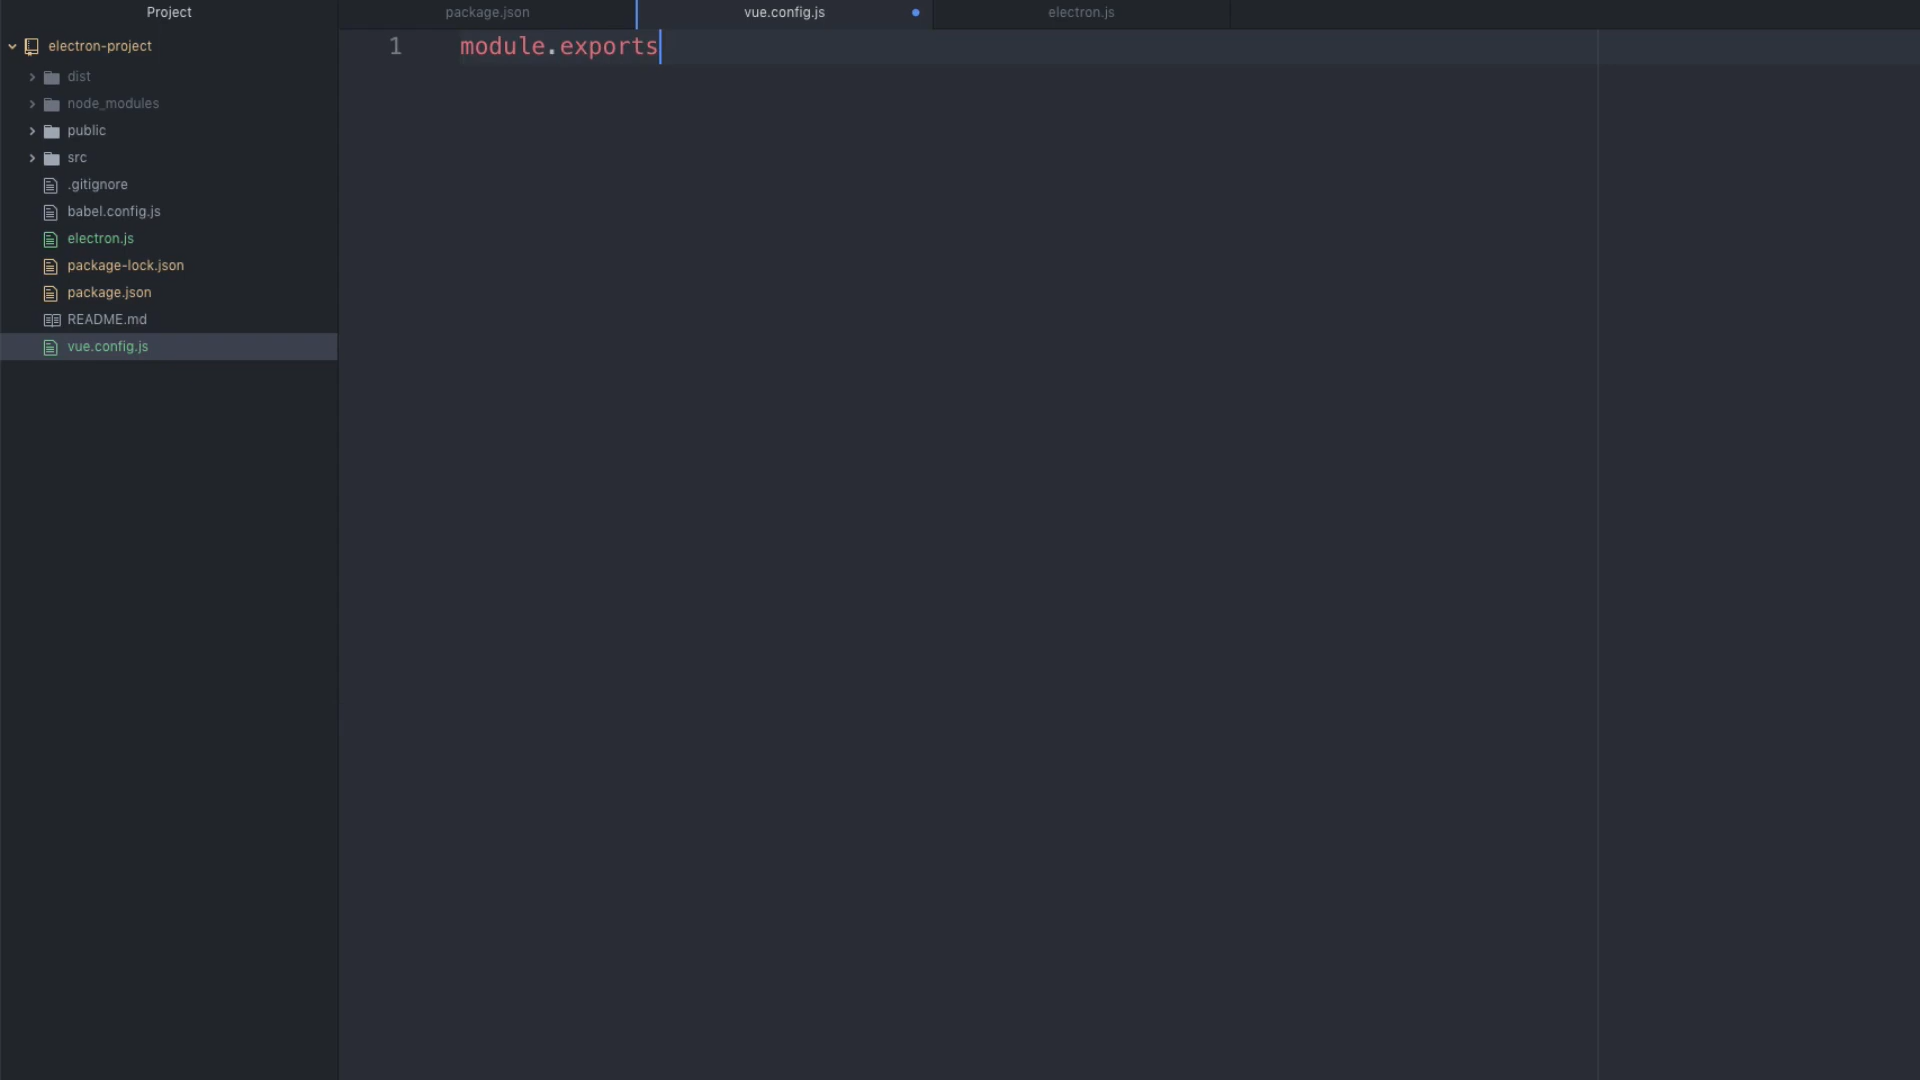 Project
package.json
vue.config.js
electron.js
electron-project
dist
node_modules
public
src
.gitignore
babel.config.js
electron.js
package-lock.json
package.json
README.md
vue.config.js
1 module.exports